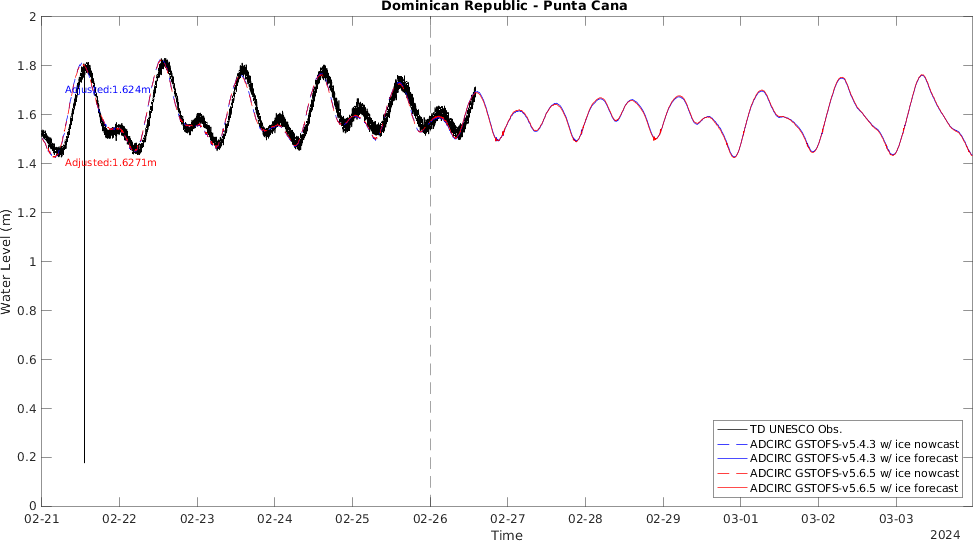 Dominican Republic - Punta Cana
2
1.8
1.6
1.4
1.2
1
0.8
0.6
0.4
0.2
0
Water Level (m)
Adjusted:1.624m
Adjusted:1.6271m
TD UNESCO Obs.
ADCIRC GSTOFS-v5.4.3 w/ ice nowcast
ADCIRC GSTOFS-v5.4.3 w/ ice forecast
ADCIRC GSTOFS-v5.6.5 w/ ice nowcast
ADCIRC GSTOFS-v5.6.5 w/ ice forecast
02-21 02-22 02-23 02-24 02-25 02-26 02-27 02-28 02-29 03-01 03-02 03-03
Time
2024